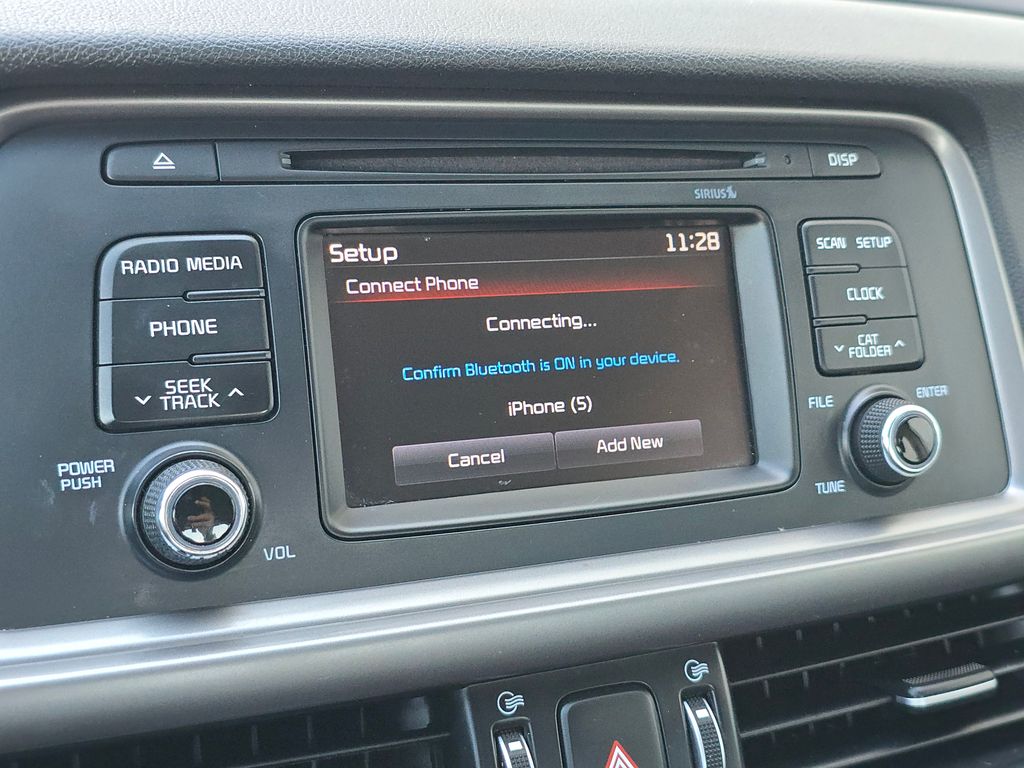 DISP
SIRIUS
RADIO MEDIA
PHONE
SEEK
TRACK
POWER
PUSH
VOL
Setup
11:28
Connect Phone
Connecting...
Confirm Bluetooth is ON in your device.
iPhone (5)
Cancel
Add New
SCAN SETUP
CLOCK
CAT
FOLDER
FILE
ENTER
TUNE